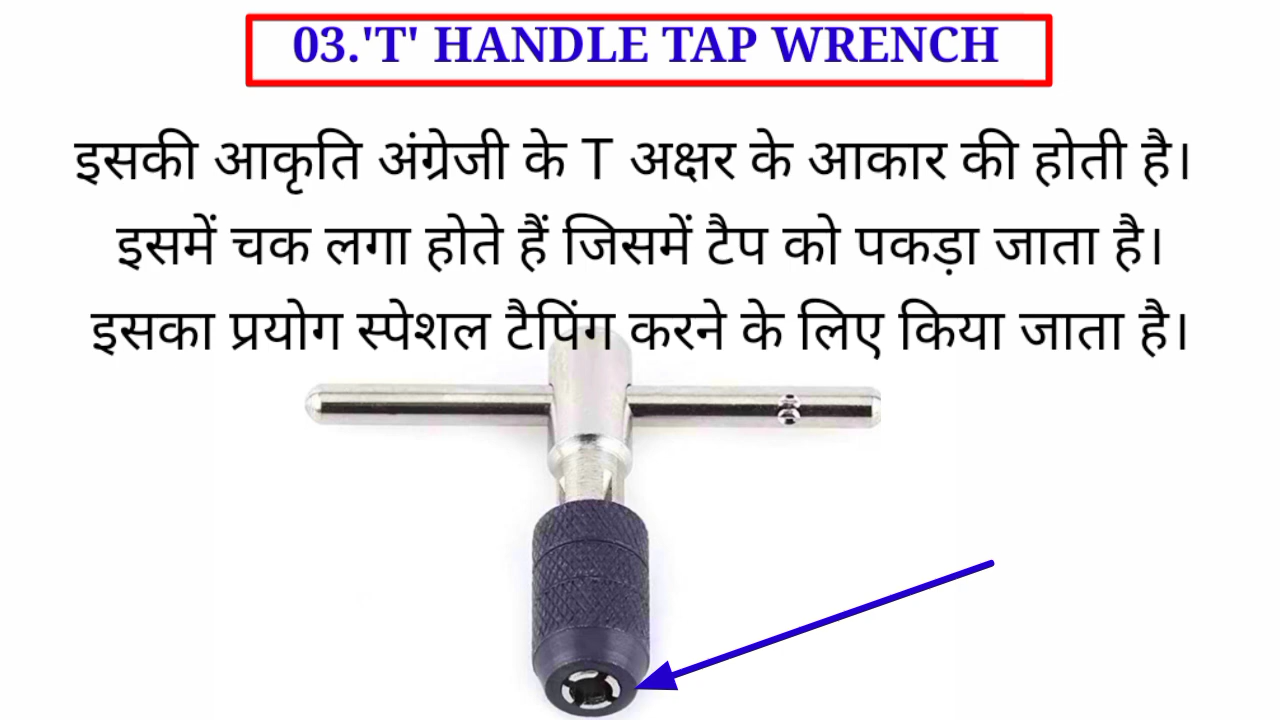 03.'T' HANDLE TAP WRENCH
इसकी आकृति अंग्रेजी के T अक्षर के आकार की होती है।
इसमें चक लगा होते हैं जिसमें टैप को पकड़ा जाता है।
इसका प्रयोग स्पेशल टैपिंग करने के लिए किया जाता है।